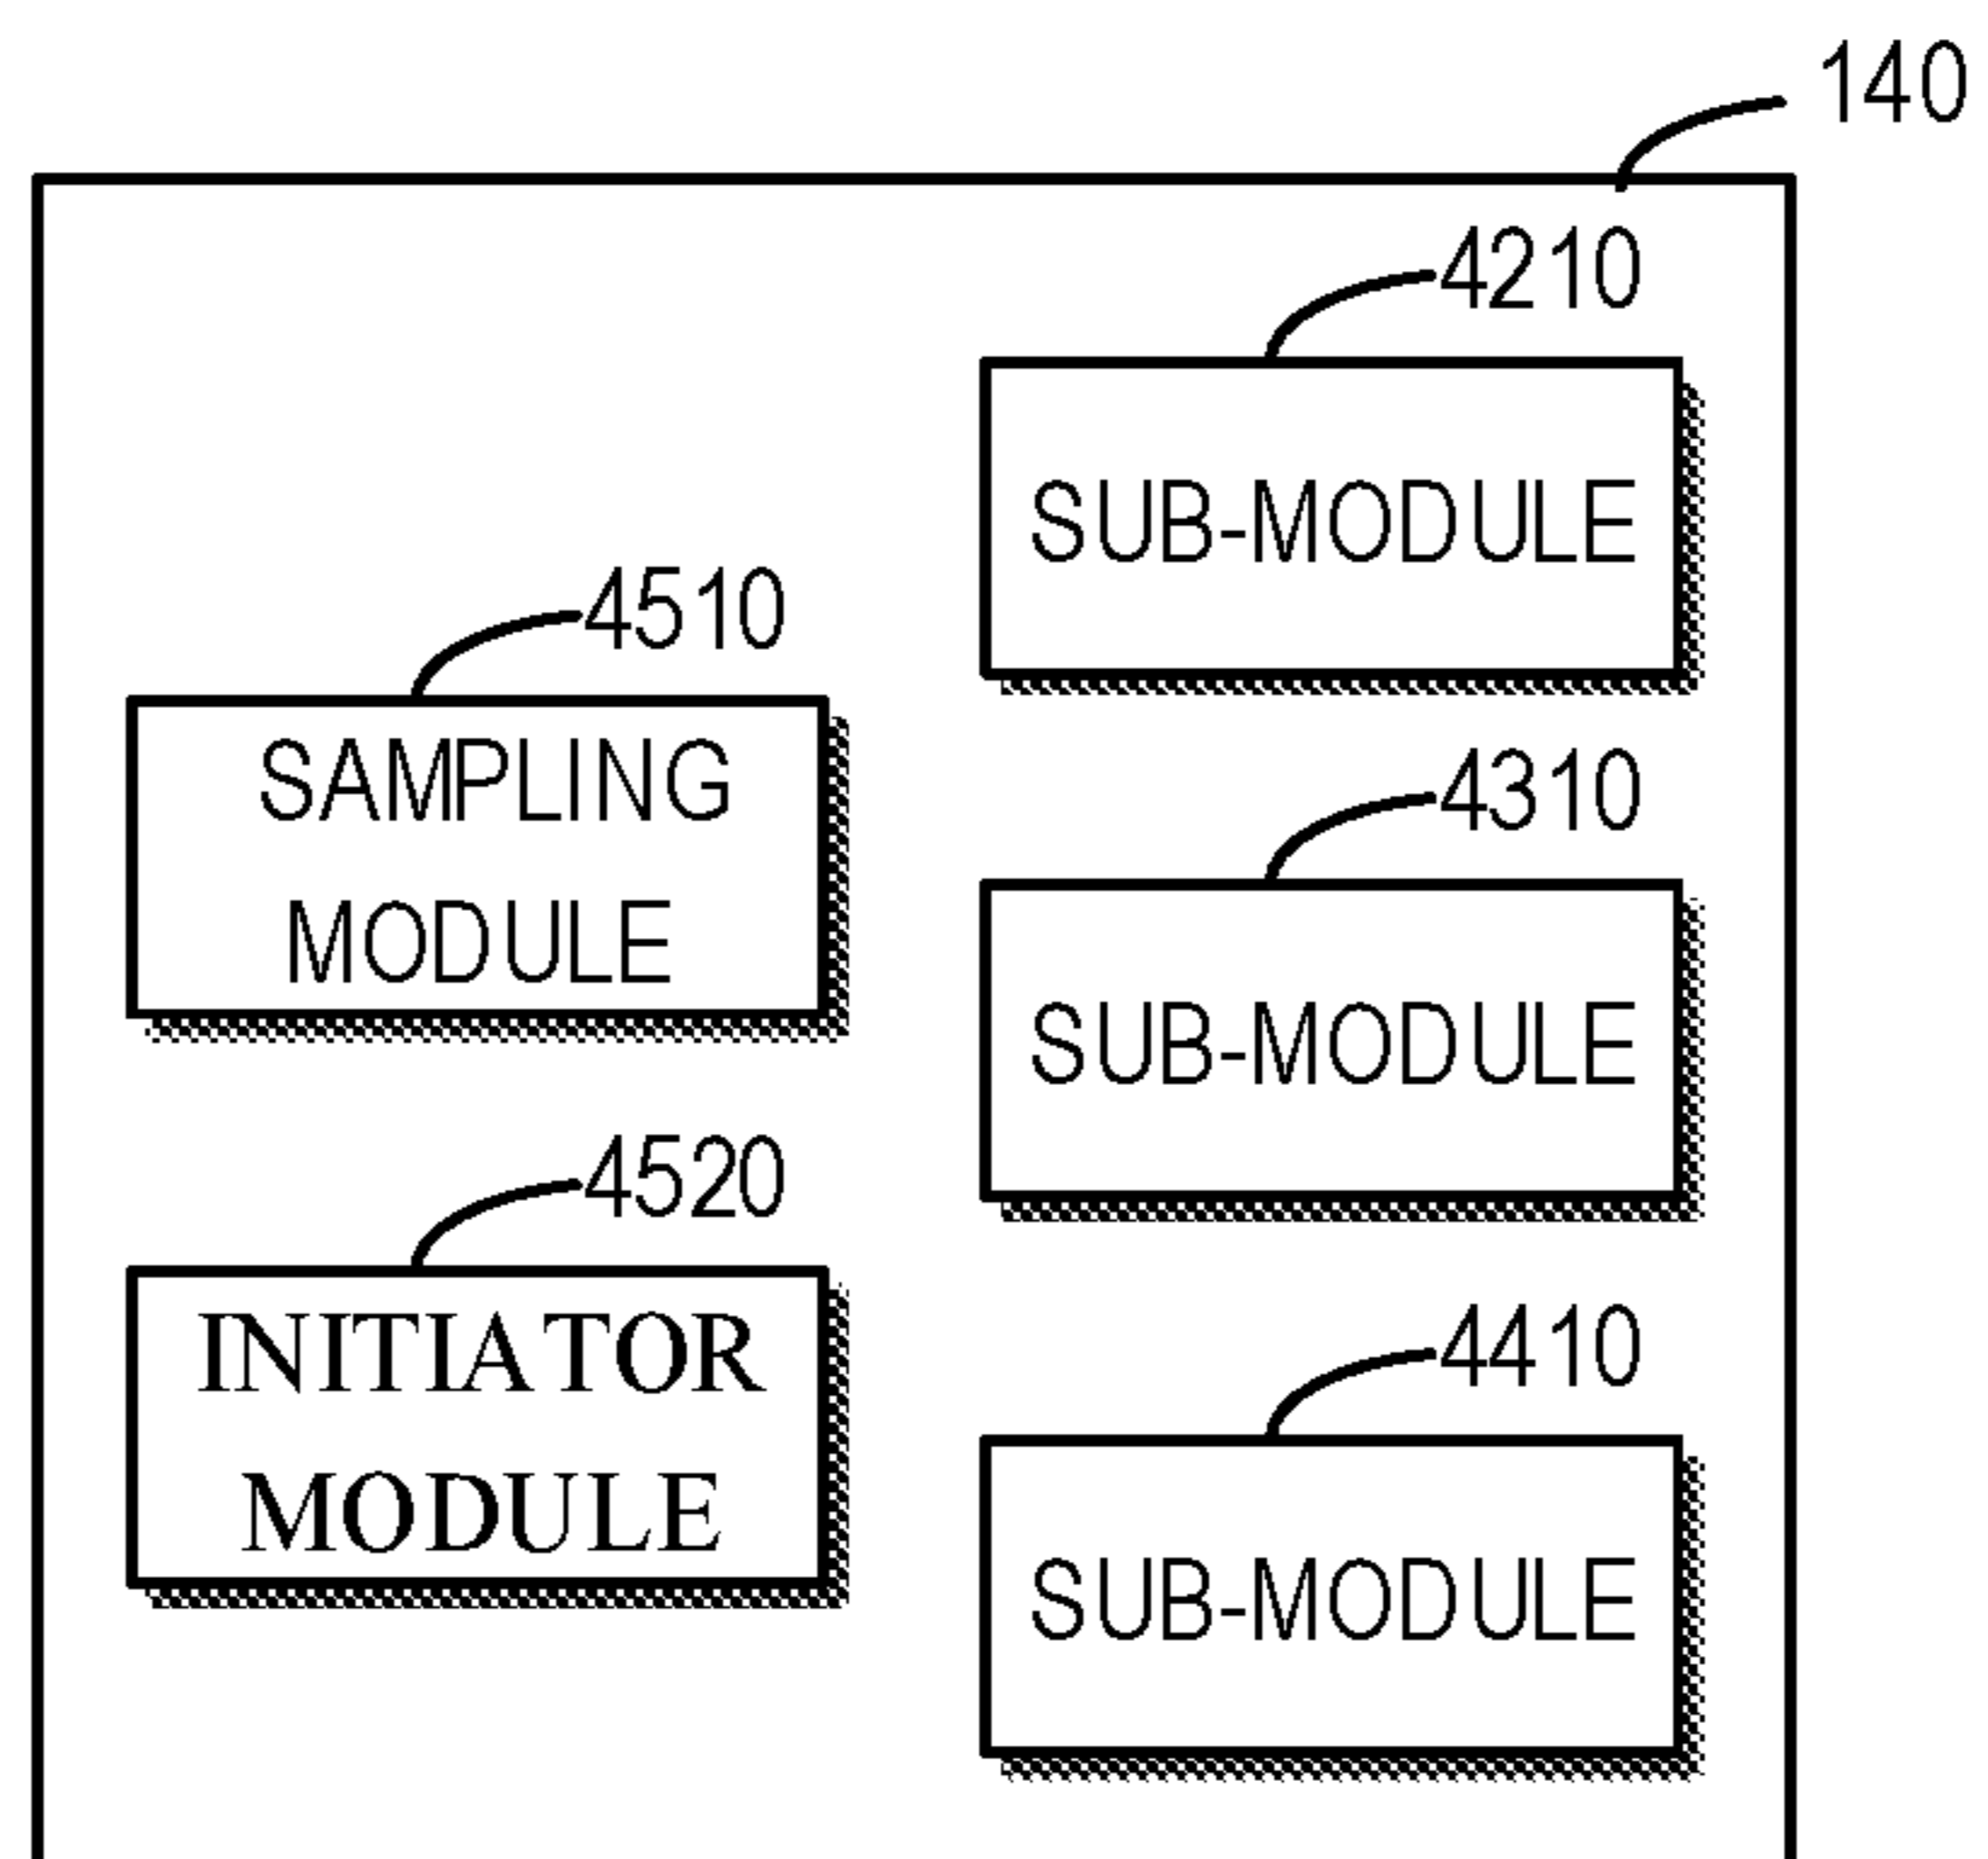 140
4210
SUB-MODULE
4510
SAMPLING
MODULE
4310
SUB-MODULE
4520
INITIATOR
MODULE
4410
SUB-MODULE